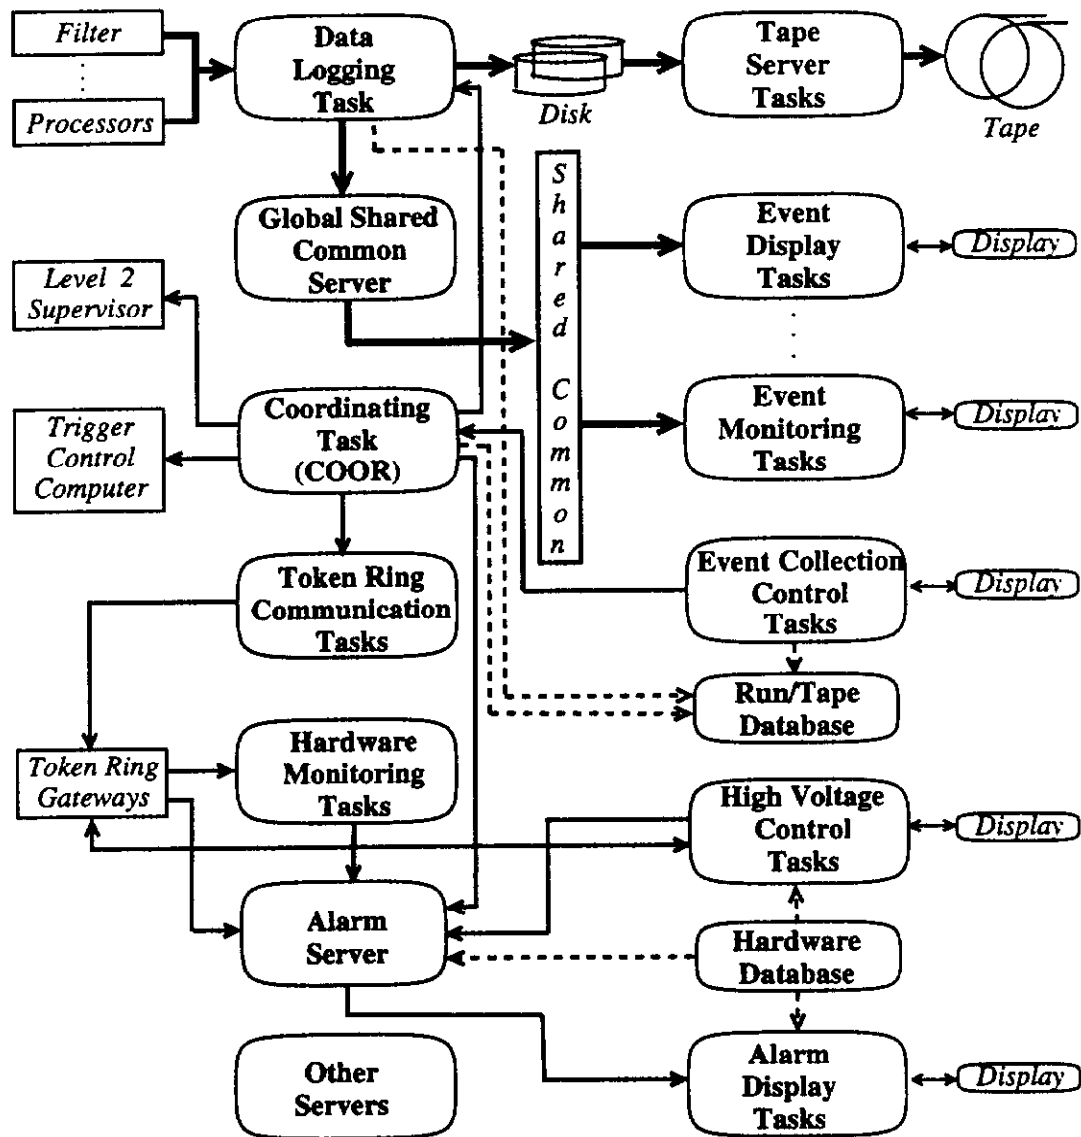 Filter
Processors
Data
Logging
Task
Disk
Tape
Server
Tasks
Tape
Global Shared
Common
Server
Shared Common
Event
Display
Tasks
Display
Level 2
Supervisor
Coordinating
Task
(COOR)
Event
Monitoring
Tasks
Display
Trigger
Control
Computer
Token Ring
Communication
Tasks
Event Collection
Control
Tasks
Display
Run/Tape
Database
Token Ring
Gateways
Hardware
Monitoring
Tasks
High Voltage
Control
Tasks
Display
Alarm
Server
Hardware
Database
Other
Servers
Alarm
Display
Tasks
Display